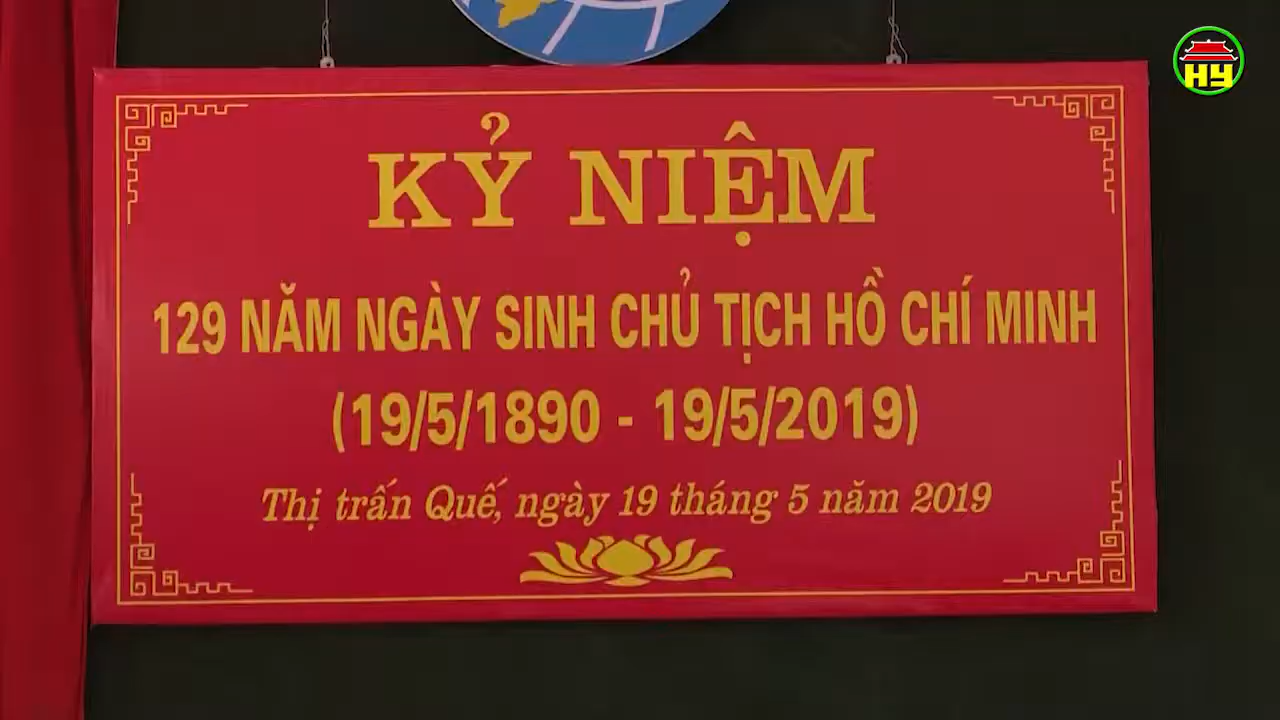 HY
KỶ NIỆM
129 NĂM NGÀY SINH CHỦ TỊCH HỒ CHÍ MINH
(19/5/1890 - 19/5/2019)
Thị trấn Quế, ngày 19 tháng 5 năm 2019